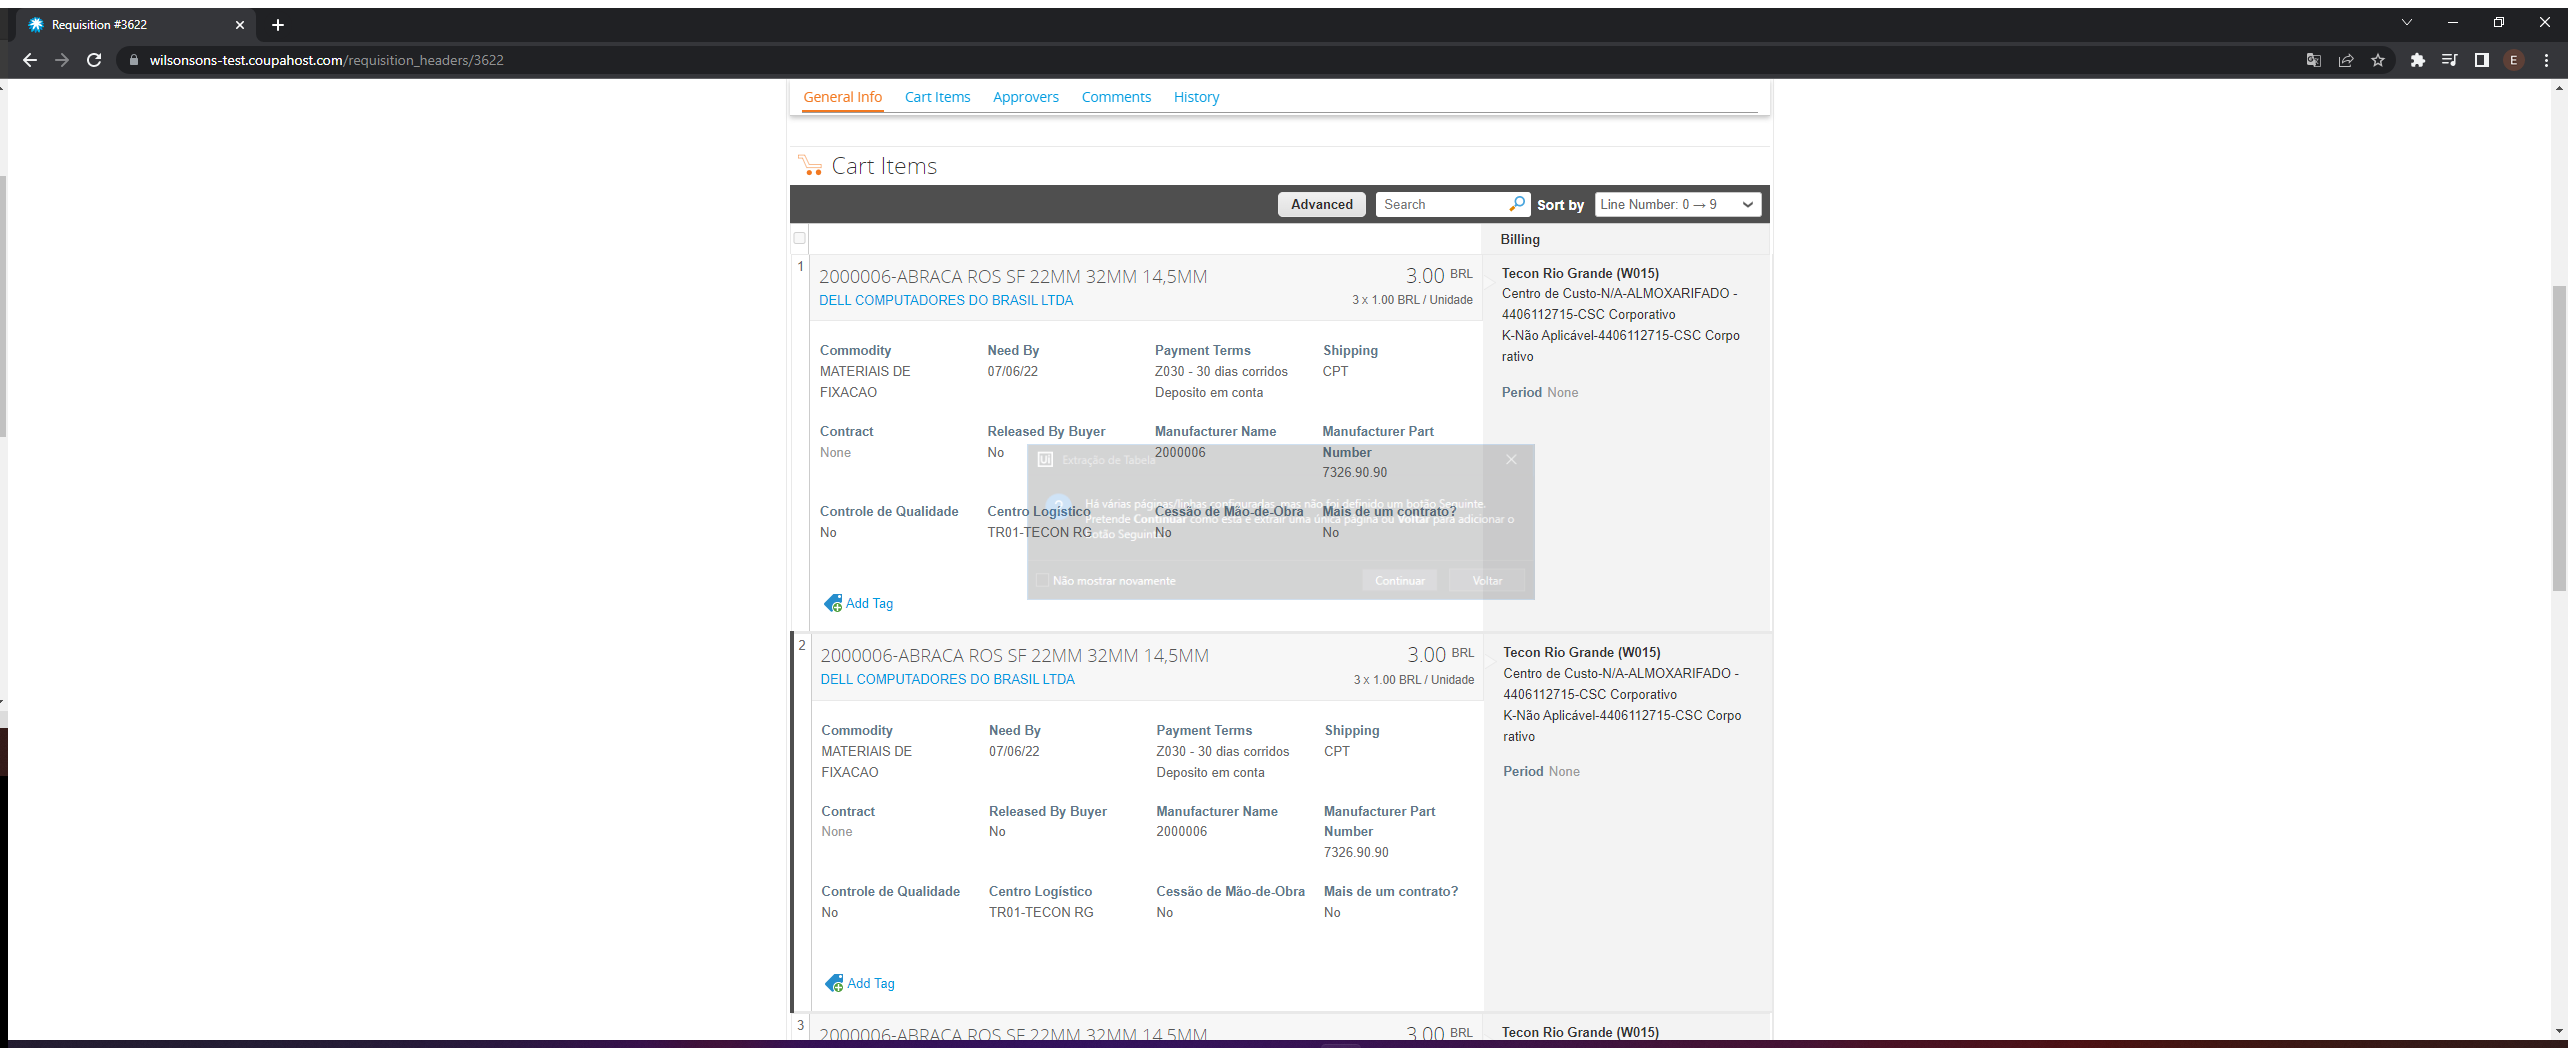 Requisition #3622
wilsonsons-test.coupahost.com/requisition_headers/3622
E
General Info Cart Items Approvers Comments History
Cart Items
Advanced Search Sort by Line Number: 0 → 9
Billing
1
2000006-ABRACA ROS SF 22MM 32MM 14,5MM 3.00 BRL
DELL COMPUTADORES DO BRASIL LTDA 3 x 1.00 BRL / Unidade
Tecon Rio Grande (W015)
Centro de Custo-N/A-ALMOXARIFADO -
4406112715-CSC Corporativo
K-Não Aplicável-4406112715-CSC Corpo
rativo
Period None
Commodity Need By Payment Terms Shipping
MATERIAIS DE 07/06/22 Z030 - 30 dias corridos CPT
FIXACAO Deposito em conta
Contract Released By Buyer Manufacturer Name Manufacturer Part
None No 2000006 Number
7326.90.90
Controle de Qualidade Centro Logístico Cessão de Mão-de-Obra Mais de um contrato?
No TR01-TECON RG No No
Ui Extração de Tabela
Há várias páginas/linhas configuradas, mas não foi definido um botão Seguinte.
Pretende Continuar como está e extrair uma única página ou Voltar para adicionar o
botão Seguinte?
Não mostrar novamente Continuar Voltar
Add Tag
2
2000006-ABRACA ROS SF 22MM 32MM 14,5MM 3.00 BRL
DELL COMPUTADORES DO BRASIL LTDA 3 x 1.00 BRL / Unidade
Tecon Rio Grande (W015)
Centro de Custo-N/A-ALMOXARIFADO -
4406112715-CSC Corporativo
K-Não Aplicável-4406112715-CSC Corpo
rativo
Period None
Commodity Need By Payment Terms Shipping
MATERIAIS DE 07/06/22 Z030 - 30 dias corridos CPT
FIXACAO Deposito em conta
Contract Released By Buyer Manufacturer Name Manufacturer Part
None No 2000006 Number
7326.90.90
Controle de Qualidade Centro Logístico Cessão de Mão-de-Obra Mais de um contrato?
No TR01-TECON RG No No
Add Tag
3
2000006-ABRACA ROS SF 22MM 32MM 14,5MM 3.00 BRL
Tecon Rio Grande (W015)